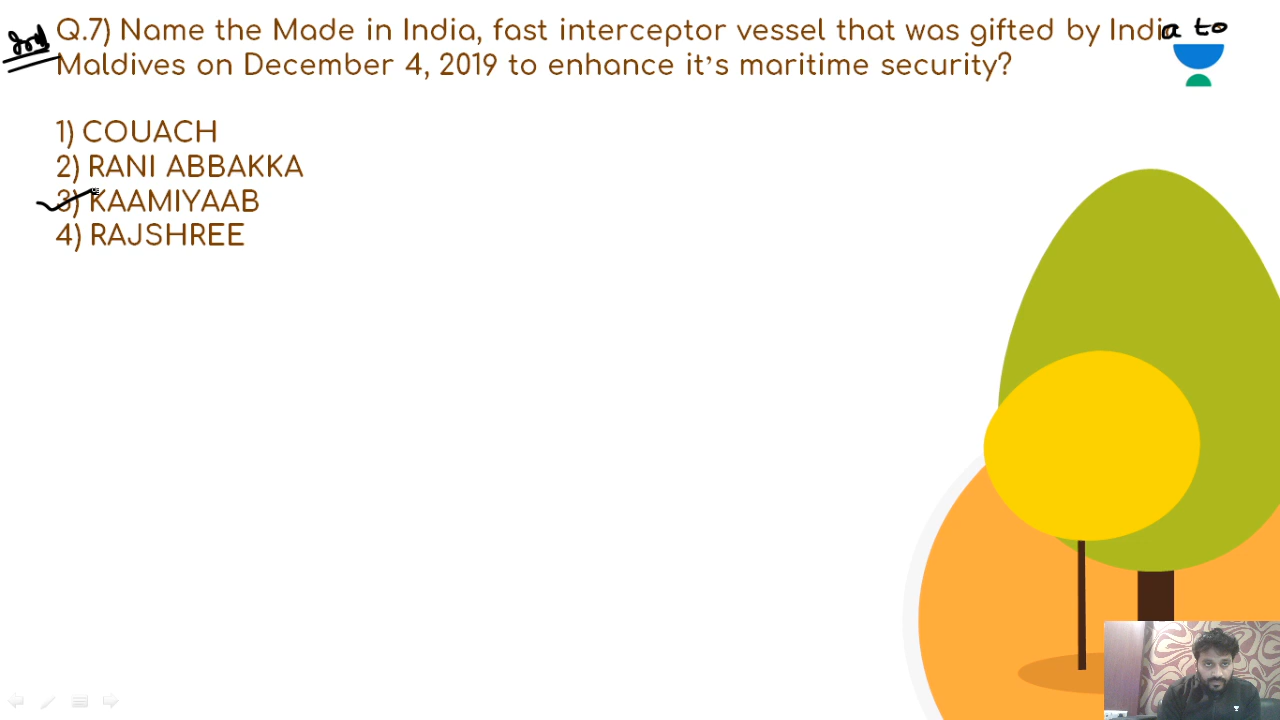 Q.7) Name the Made in India, fast interceptor vessel that was gifted by India to
Maldives on December 4, 2019 to enhance it's maritime security?
1) COUACH
2) RANI ABBAKKA
3) KAAMIYAAB
4) RAJSHREE